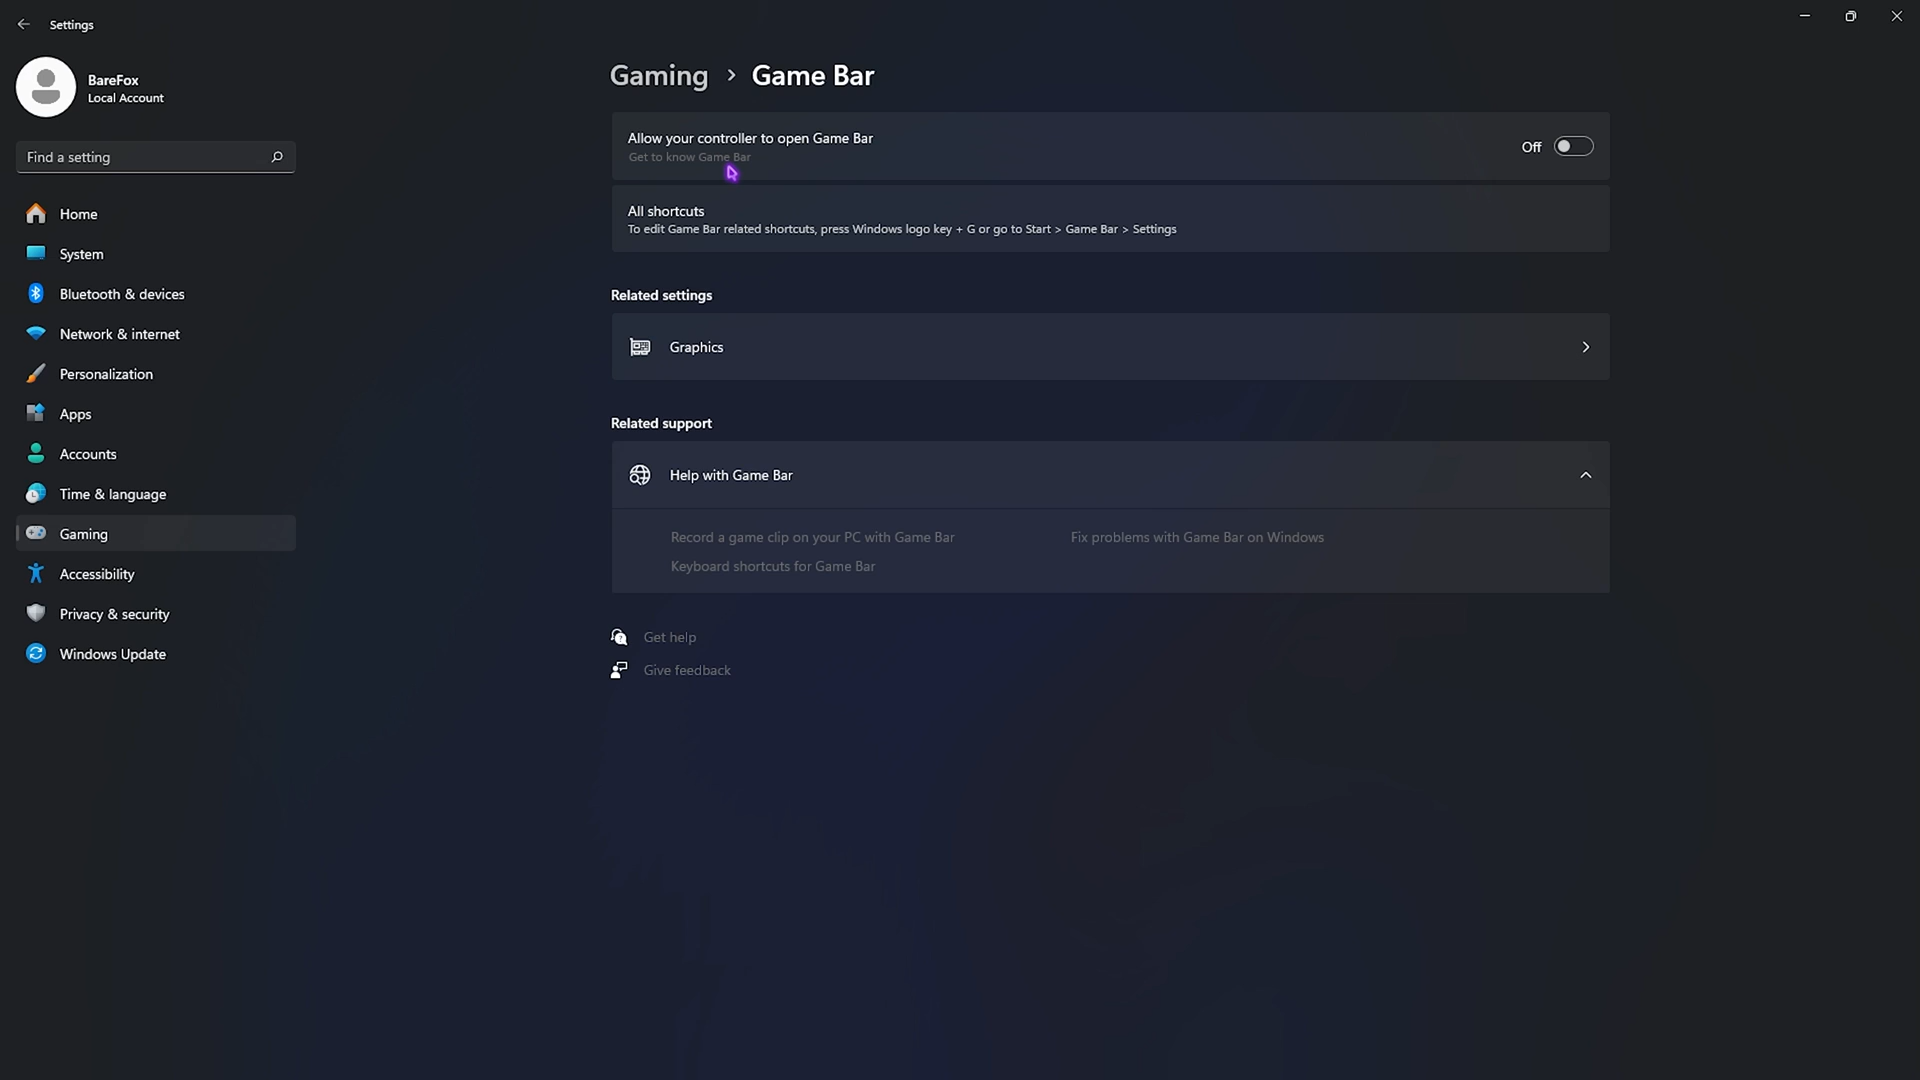 Settings
BareFox
Local Account
Find a setting
Home
System
Bluetooth & devices
Network & internet
Personalization
Apps
Accounts
Time & language
Gaming
Accessibility
Privacy & security
Windows Update
Gaming > Game Bar
Allow your controller to open Game Bar
Get to know Game Bar
Off
All shortcuts
To edit Game Bar related shortcuts, press Windows logo key + G or go to Start > Game Bar > Settings
Related settings
Graphics
Related support
Help with Game Bar
Record a game clip on your PC with Game Bar
Fix problems with Game Bar on Windows
Keyboard shortcuts for Game Bar
Get help
Give feedback